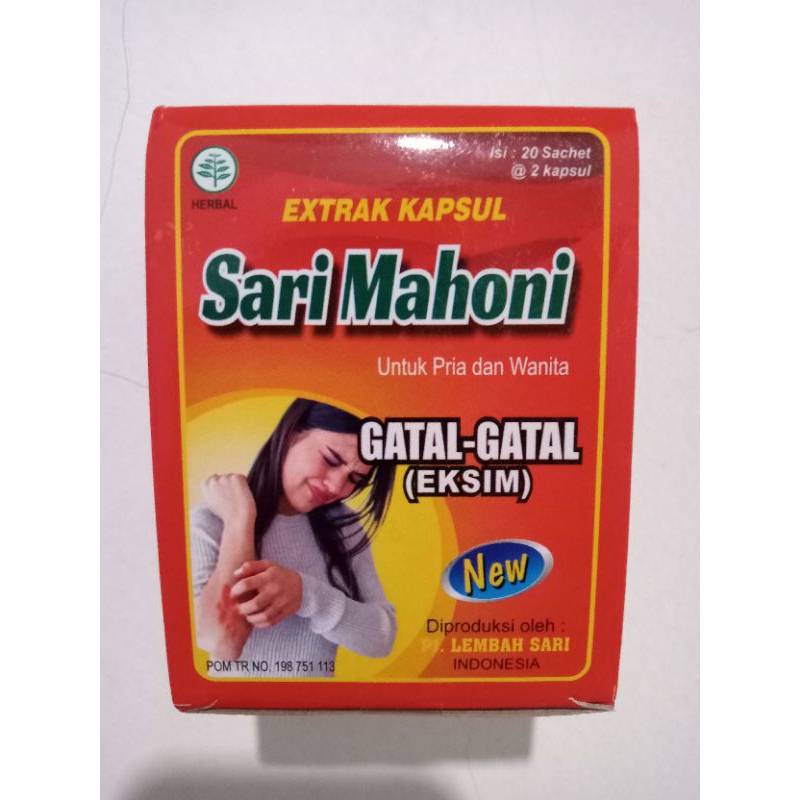 Isi : 20 Sachet
@ 2 kapsul
HERBAL
EXTRAK KAPSUL
Sari Mahoni
Untuk Pria dan Wanita
GATAL-GATAL
(EKSIM)
New
Diproduksi oleh :
PJ. LEMBAH SARI
INDONESIA
POM TR NO. 198 751 113